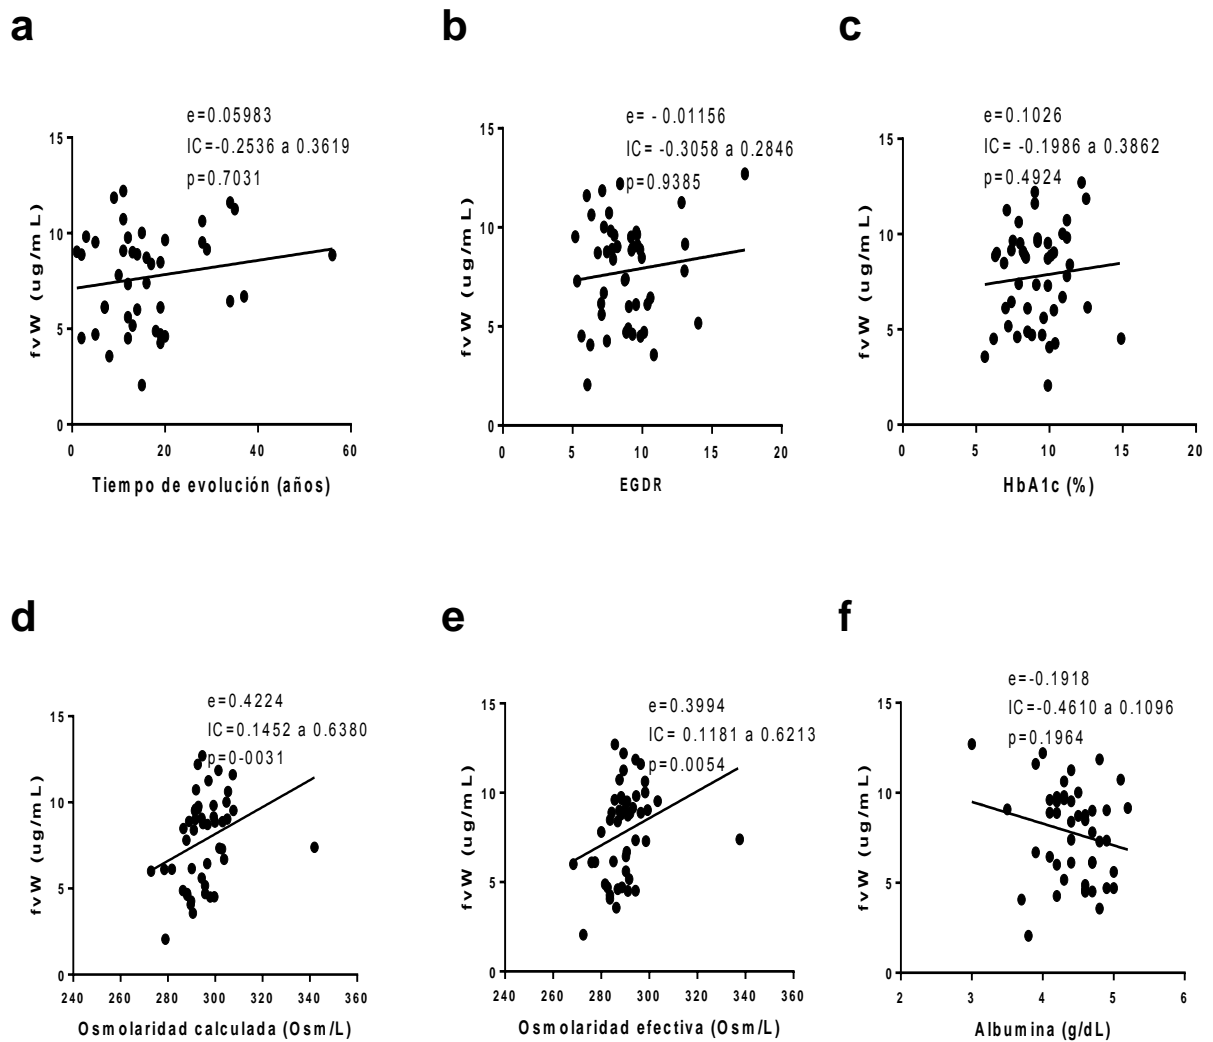 a
e=0.05983
IC=-0.2536 a 0.3619
p=0.7031
15
10
5
0
0 20 40 60
fvW (ug/mL)
Tiempo de evolución (años)
b
e= - 0.01156
IC= -0.3058 a 0.2846
p=0.9385
15
10
5
0
0 5 10 15 20
fvW (ug/mL)
EGDR
c
e=0.1026
IC= -0.1986 a 0.3862
p=0.4924
15
10
5
0
0 5 10 15 20
fvW (ug/mL)
HbA1c (%)
d
e=0.4224
IC=0.1452 a 0.6380
p=0-0031
15
10
5
0
240 260 280 300 320 340 360
fvW (ug/mL)
Osmolaridad calculada (Osm/L)
e
e=0.3994
IC= 0.1181 a 0.6213
p=0.0054
15
10
5
0
240 260 280 300 320 340 360
fvW (ug/mL)
Osmolaridad efectiva (Osm/L)
f
e=-0.1918
IC=-0.4610 a 0.1096
p=0.1964
15
10
5
0
2 3 4 5 6
fvW (ug/mL)
Albumina (g/dL)